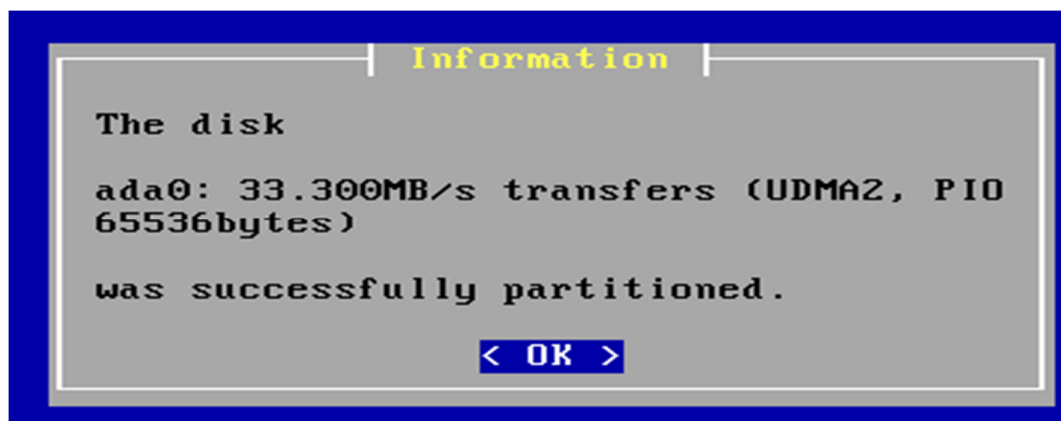 Information
The disk
ada0: 33.300MB/s transfers (UDMA2, PIO
65536bytes)
was successfully partitioned.
< OK >